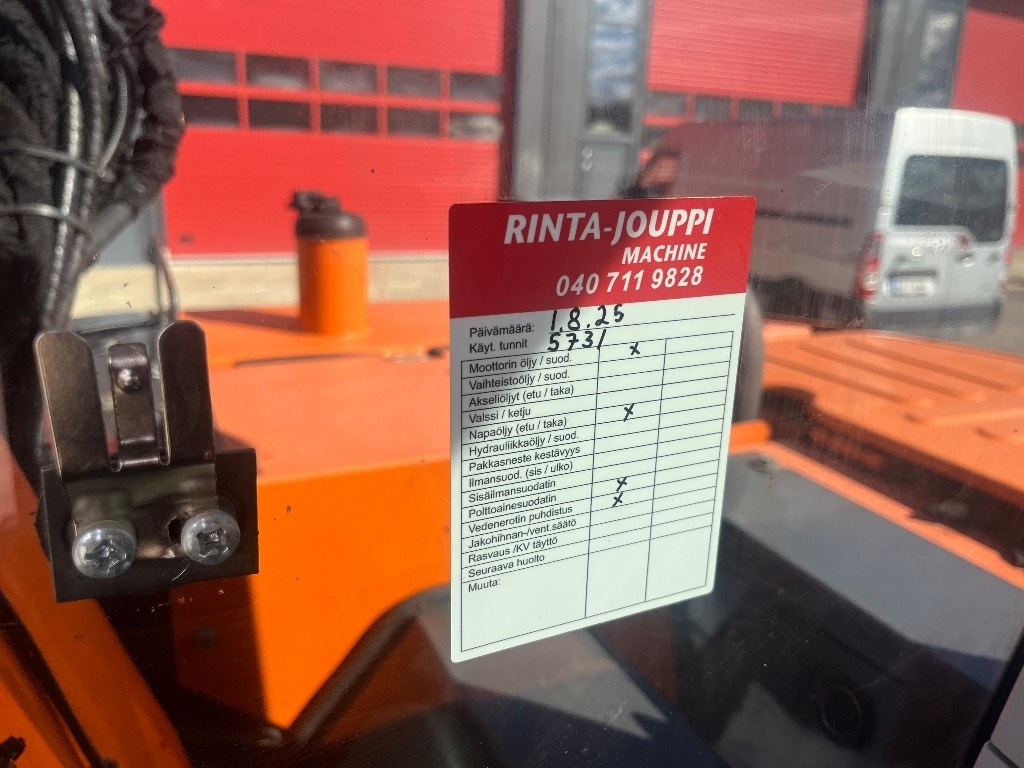 RINTA-JOUPPI
MACHINE
040 711 9828
Päivämäärä: 1.8.25
Käyt. tunnit 5731
Moottorin öljy / suod. x
Vaihteistoöljy / suod.
Akseliöljyt (etu / taka)
Valssi / ketju
Napaöljy (etu / taka) x
Hydrauliikkaöljy / suod.
Pakkasneste kestävyys
Ilmansuod. (sis / ulko)
Sisäilmansuodatin
Polttoainesuodatin x
Vedenerotin puhdistus x
Jakohihnan-/vent.säätö
Rasvaus /KV täyttö
Seuraava huolto
Muuta: